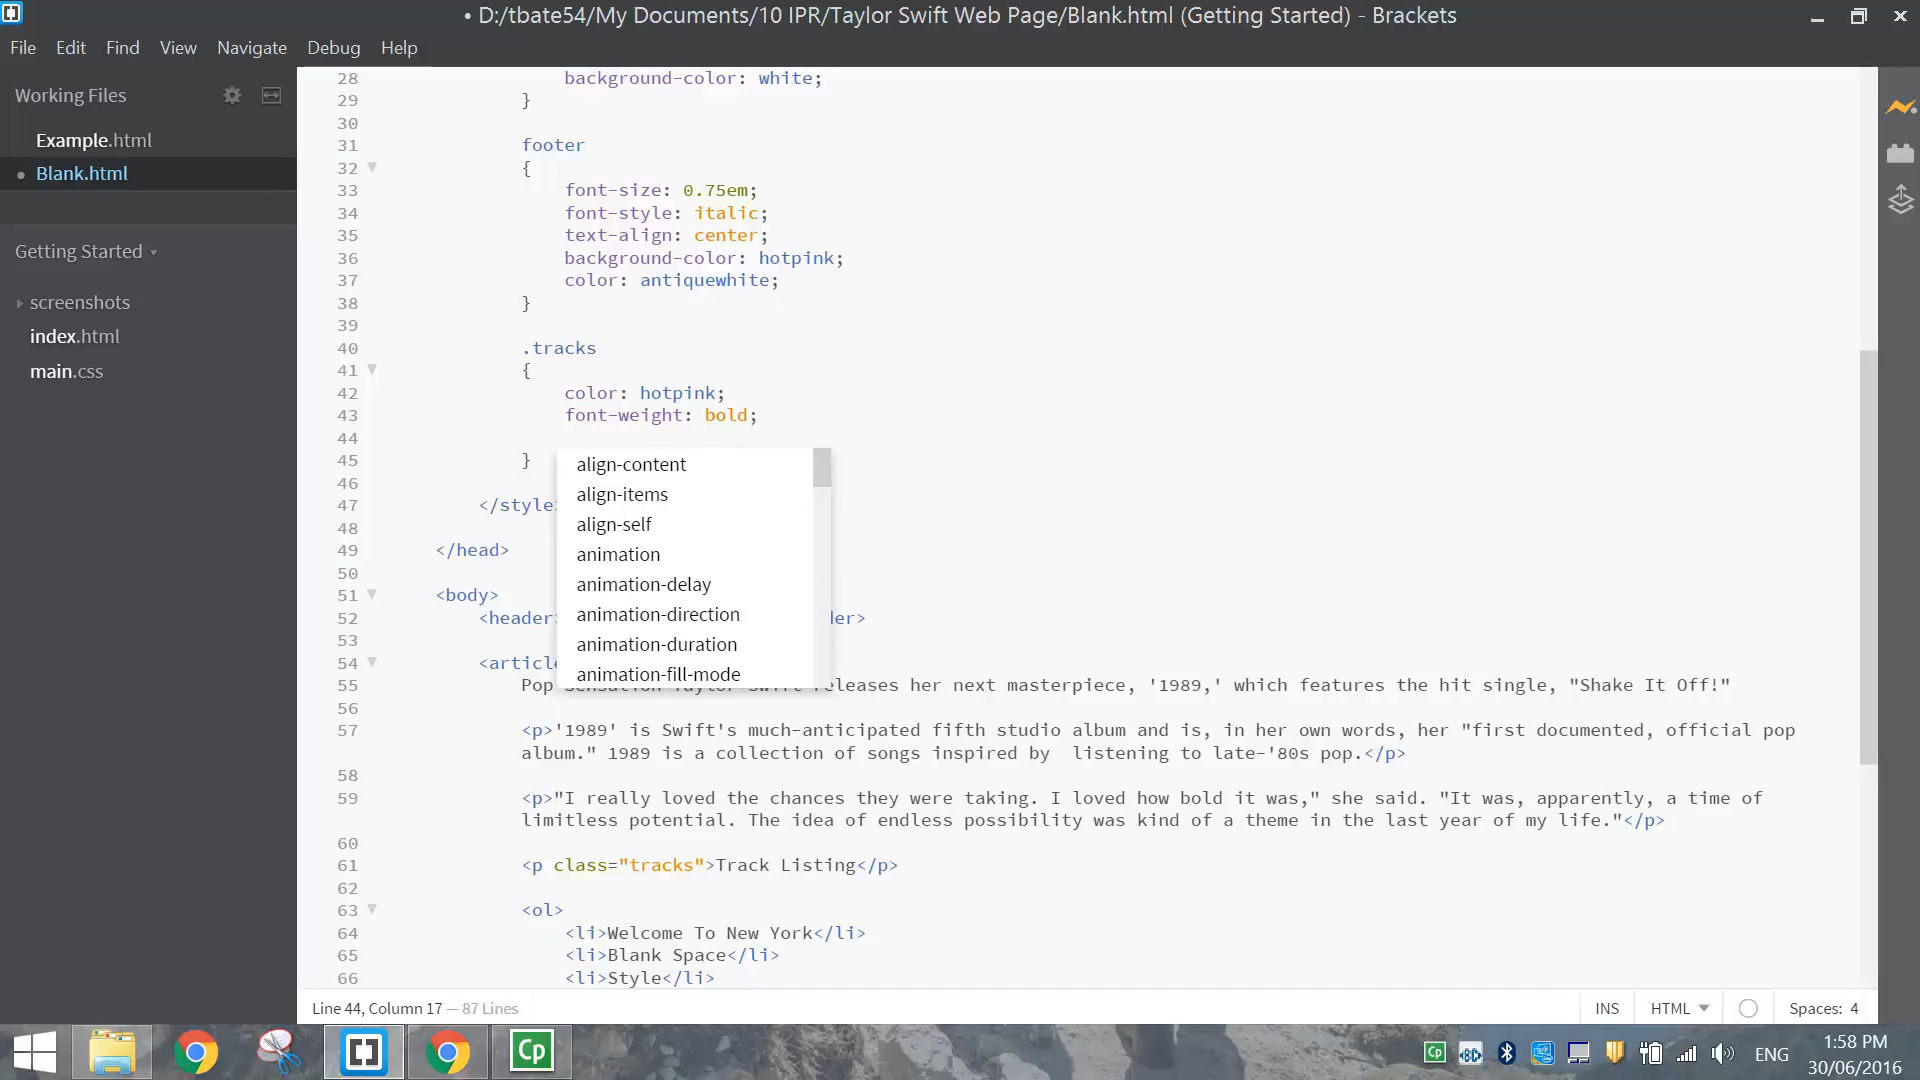 • D:/tbate54/My Documents/10 IPR/Taylor Swift Web Page/Blank.html (Getting Started) - Brackets
File Edit Find View Navigate Debug Help
Working Files
Example.html
• Blank.html
Getting Started
screenshots
index.html
main.css
28 background-color: white;
29 }
30
31 footer
32 {
33 font-size: 0.75em;
34 font-style: italic;
35 text-align: center;
36 background-color: hotpink;
37 color: antiquewhite;
38 }
39
40 .tracks
41 {
42 color: hotpink;
43 font-weight: bold;
44
45 }
46
47 </style
48
49 </head>
50
51 <body>
52 <header der>
53
54 <article
55 Pop sensation Taylor Swift releases her next masterpiece, '1989,' which features the hit single, "Shake It Off!"
56
57 <p>'1989' is Swift's much-anticipated fifth studio album and is, in her own words, her "first documented, official pop
album." 1989 is a collection of songs inspired by  listening to late-'80s pop.</p>
58
59 <p>"I really loved the chances they were taking. I loved how bold it was," she said. "It was, apparently, a time of
limitless potential. The idea of endless possibility was kind of a theme in the last year of my life."</p>
60
61 <p class="tracks">Track Listing</p>
62
63 <ol>
64 <li>Welcome To New York</li>
65 <li>Blank Space</li>
66 <li>Style</li>
align-content
align-items
align-self
animation
animation-delay
animation-direction
animation-duration
animation-fill-mode
Line 44, Column 17 — 87 Lines
INS HTML Spaces: 4
Cp
Cp
ENG
1:58 PM
30/06/2016